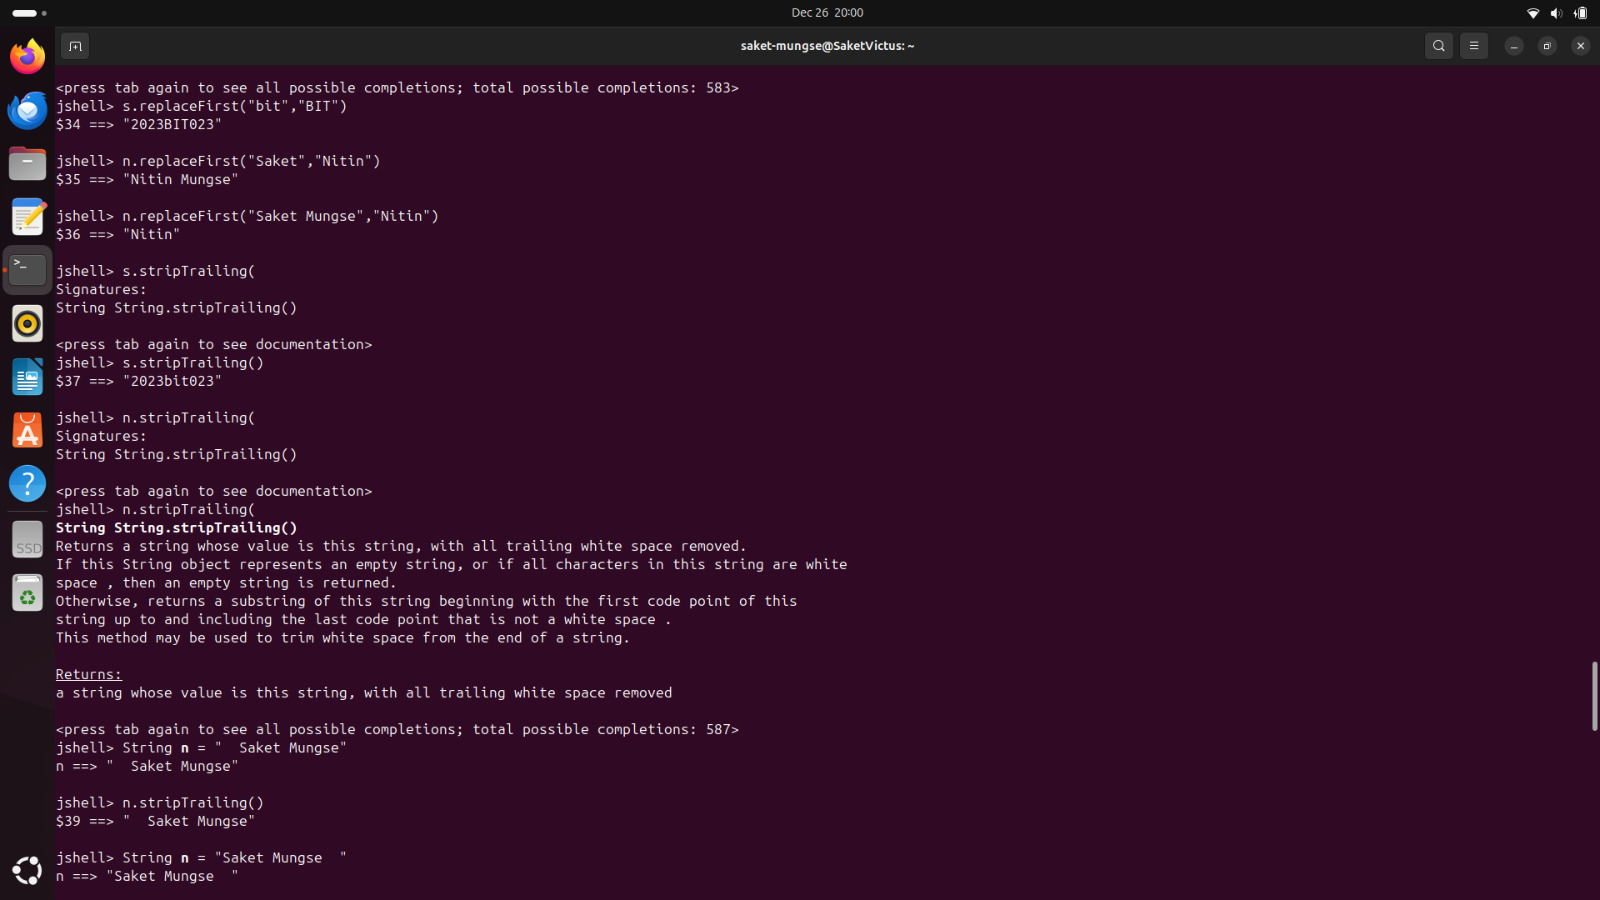 Dec 26 20:00
saket-mungse@SaketVictus: ~
<press tab again to see all possible completions; total possible completions: 583>
jshell> s.replaceFirst("bit","BIT")
$34 ==> "2023BIT023"
jshell> n.replaceFirst("Saket","Nitin")
$35 ==> "Nitin Mungse"
jshell> n.replaceFirst("Saket Mungse","Nitin")
$36 ==> "Nitin"
jshell> s.stripTrailing(
Signatures:
String String.stripTrailing()
<press tab again to see documentation>
jshell> s.stripTrailing()
$37 ==> "2023bit023"
jshell> n.stripTrailing(
Signatures:
String String.stripTrailing()
<press tab again to see documentation>
jshell> n.stripTrailing(
String String.stripTrailing()
Returns a string whose value is this string, with all trailing white space removed.
If this String object represents an empty string, or if all characters in this string are white
space , then an empty string is returned.
Otherwise, returns a substring of this string beginning with the first code point of this
string up to and including the last code point that is not a white space .
This method may be used to trim white space from the end of a string.
Returns:
a string whose value is this string, with all trailing white space removed
<press tab again to see all possible completions; total possible completions: 587>
jshell> String n = "  Saket Mungse"
n ==> "  Saket Mungse"
jshell> n.stripTrailing()
$39 ==> "  Saket Mungse"
jshell> String n = "Saket Mungse  "
n ==> "Saket Mungse  "
SSD